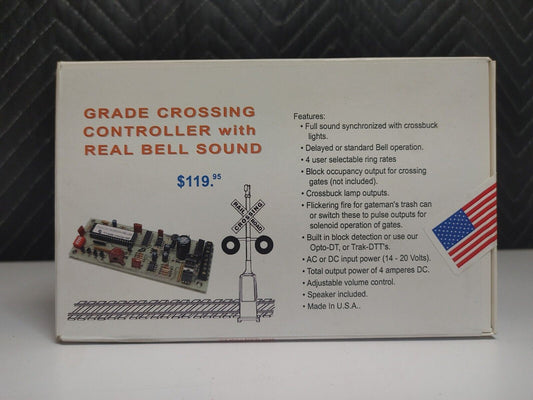 GRADE CROSSING
CONTROLLER with
REAL BELL SOUND
$119.95
RAIL ROAD
CROSSING
Features:
• Full sound synchronized with crossbuck
lights.
• Delayed or standard Bell operation.
• 4 user selectable ring rates
• Block occupancy output for crossing
gates (not included).
• Crossbuck lamp outputs.
• Flickering fire for gateman's trash can
or switch these to pulse outputs for
solenoid operation of gates.
• Built in block detection or use our
Opto-DT, or Trak-DTT's.
• AC or DC input power (14 - 20 Volts).
• Total output power of 4 amperes DC.
• Adjustable volume control.
• Speaker included.
• Made in U.S.A..